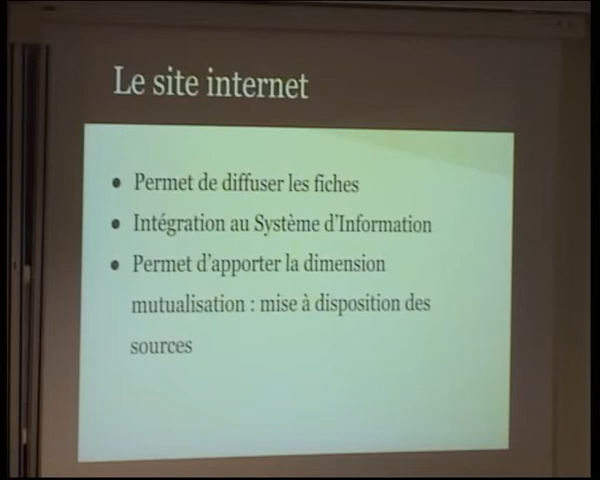 Le site internet
• Permet de diffuser les fiches
• Intégration au Système d'Information
• Permet d'apporter la dimension
mutualisation : mise à disposition des
sources